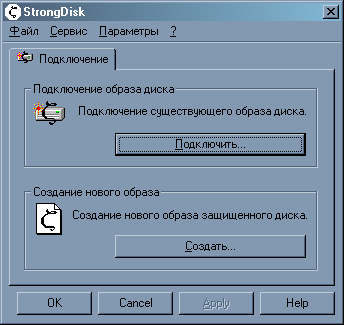 StrongDisk
Файл Сервис Параметры ?
Подключение
Подключение образа диска
Подключение существующего образа диска.
Подключить...
Создание нового образа
Создание нового образа защищенного диска.
Создать...
OK Cancel Apply Help